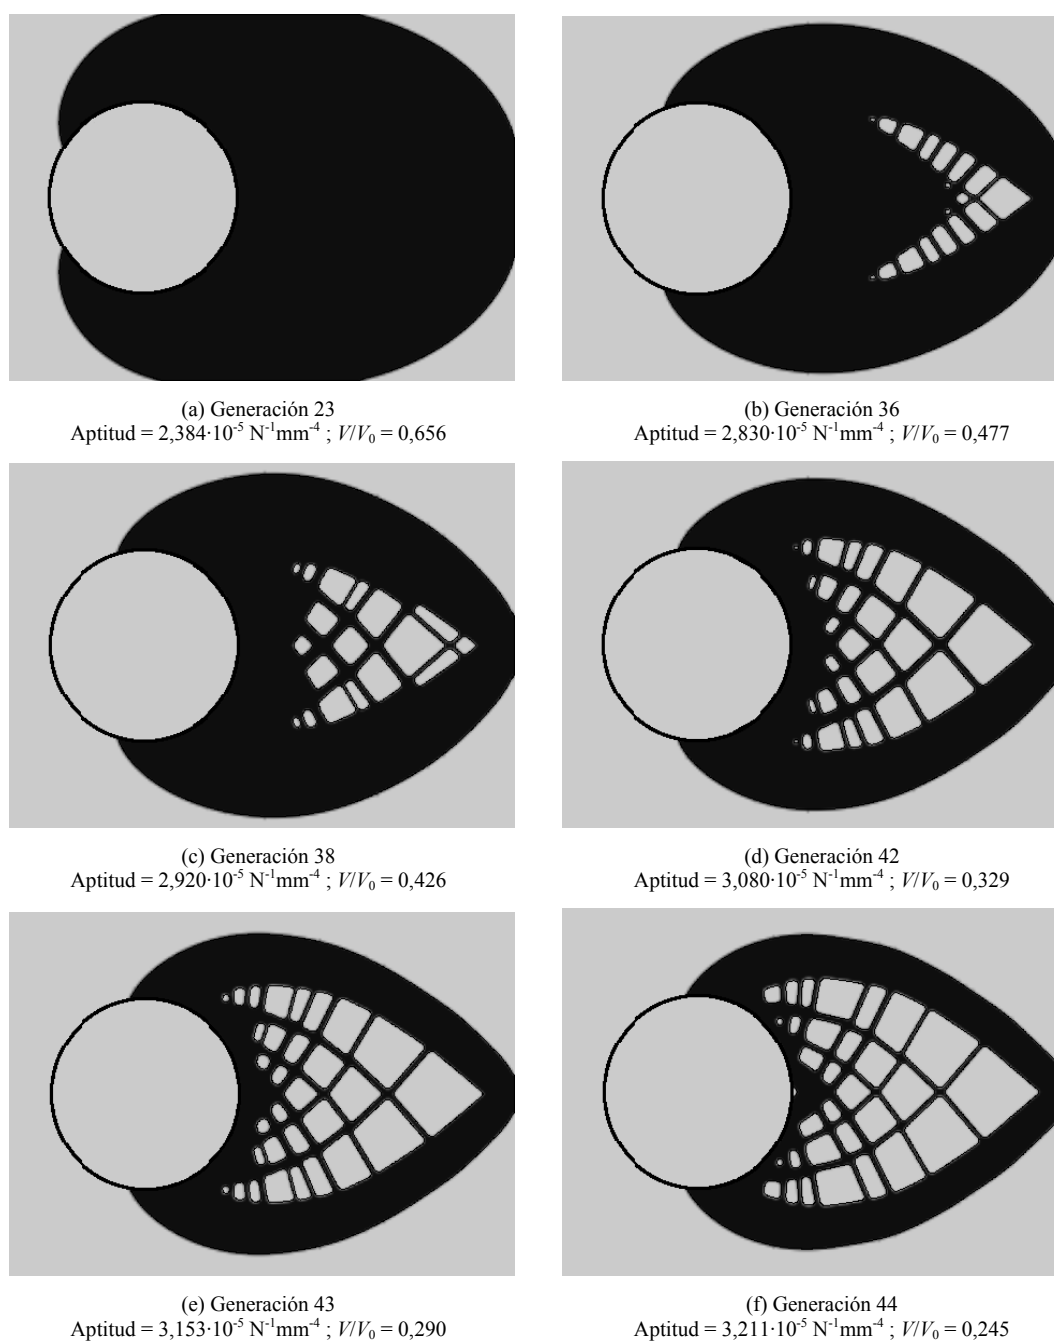 (a) Generación 23
Aptitud = 2,384·10⁻⁵ N⁻¹mm⁻⁴ ; V/V₀ = 0,656
(b) Generación 36
Aptitud = 2,830·10⁻⁵ N⁻¹mm⁻⁴ ; V/V₀ = 0,477
(c) Generación 38
Aptitud = 2,920·10⁻⁵ N⁻¹mm⁻⁴ ; V/V₀ = 0,426
(d) Generación 42
Aptitud = 3,080·10⁻⁵ N⁻¹mm⁻⁴ ; V/V₀ = 0,329
(e) Generación 43
Aptitud = 3,153·10⁻⁵ N⁻¹mm⁻⁴ ; V/V₀ = 0,290
(f) Generación 44
Aptitud = 3,211·10⁻⁵ N⁻¹mm⁻⁴ ; V/V₀ = 0,245